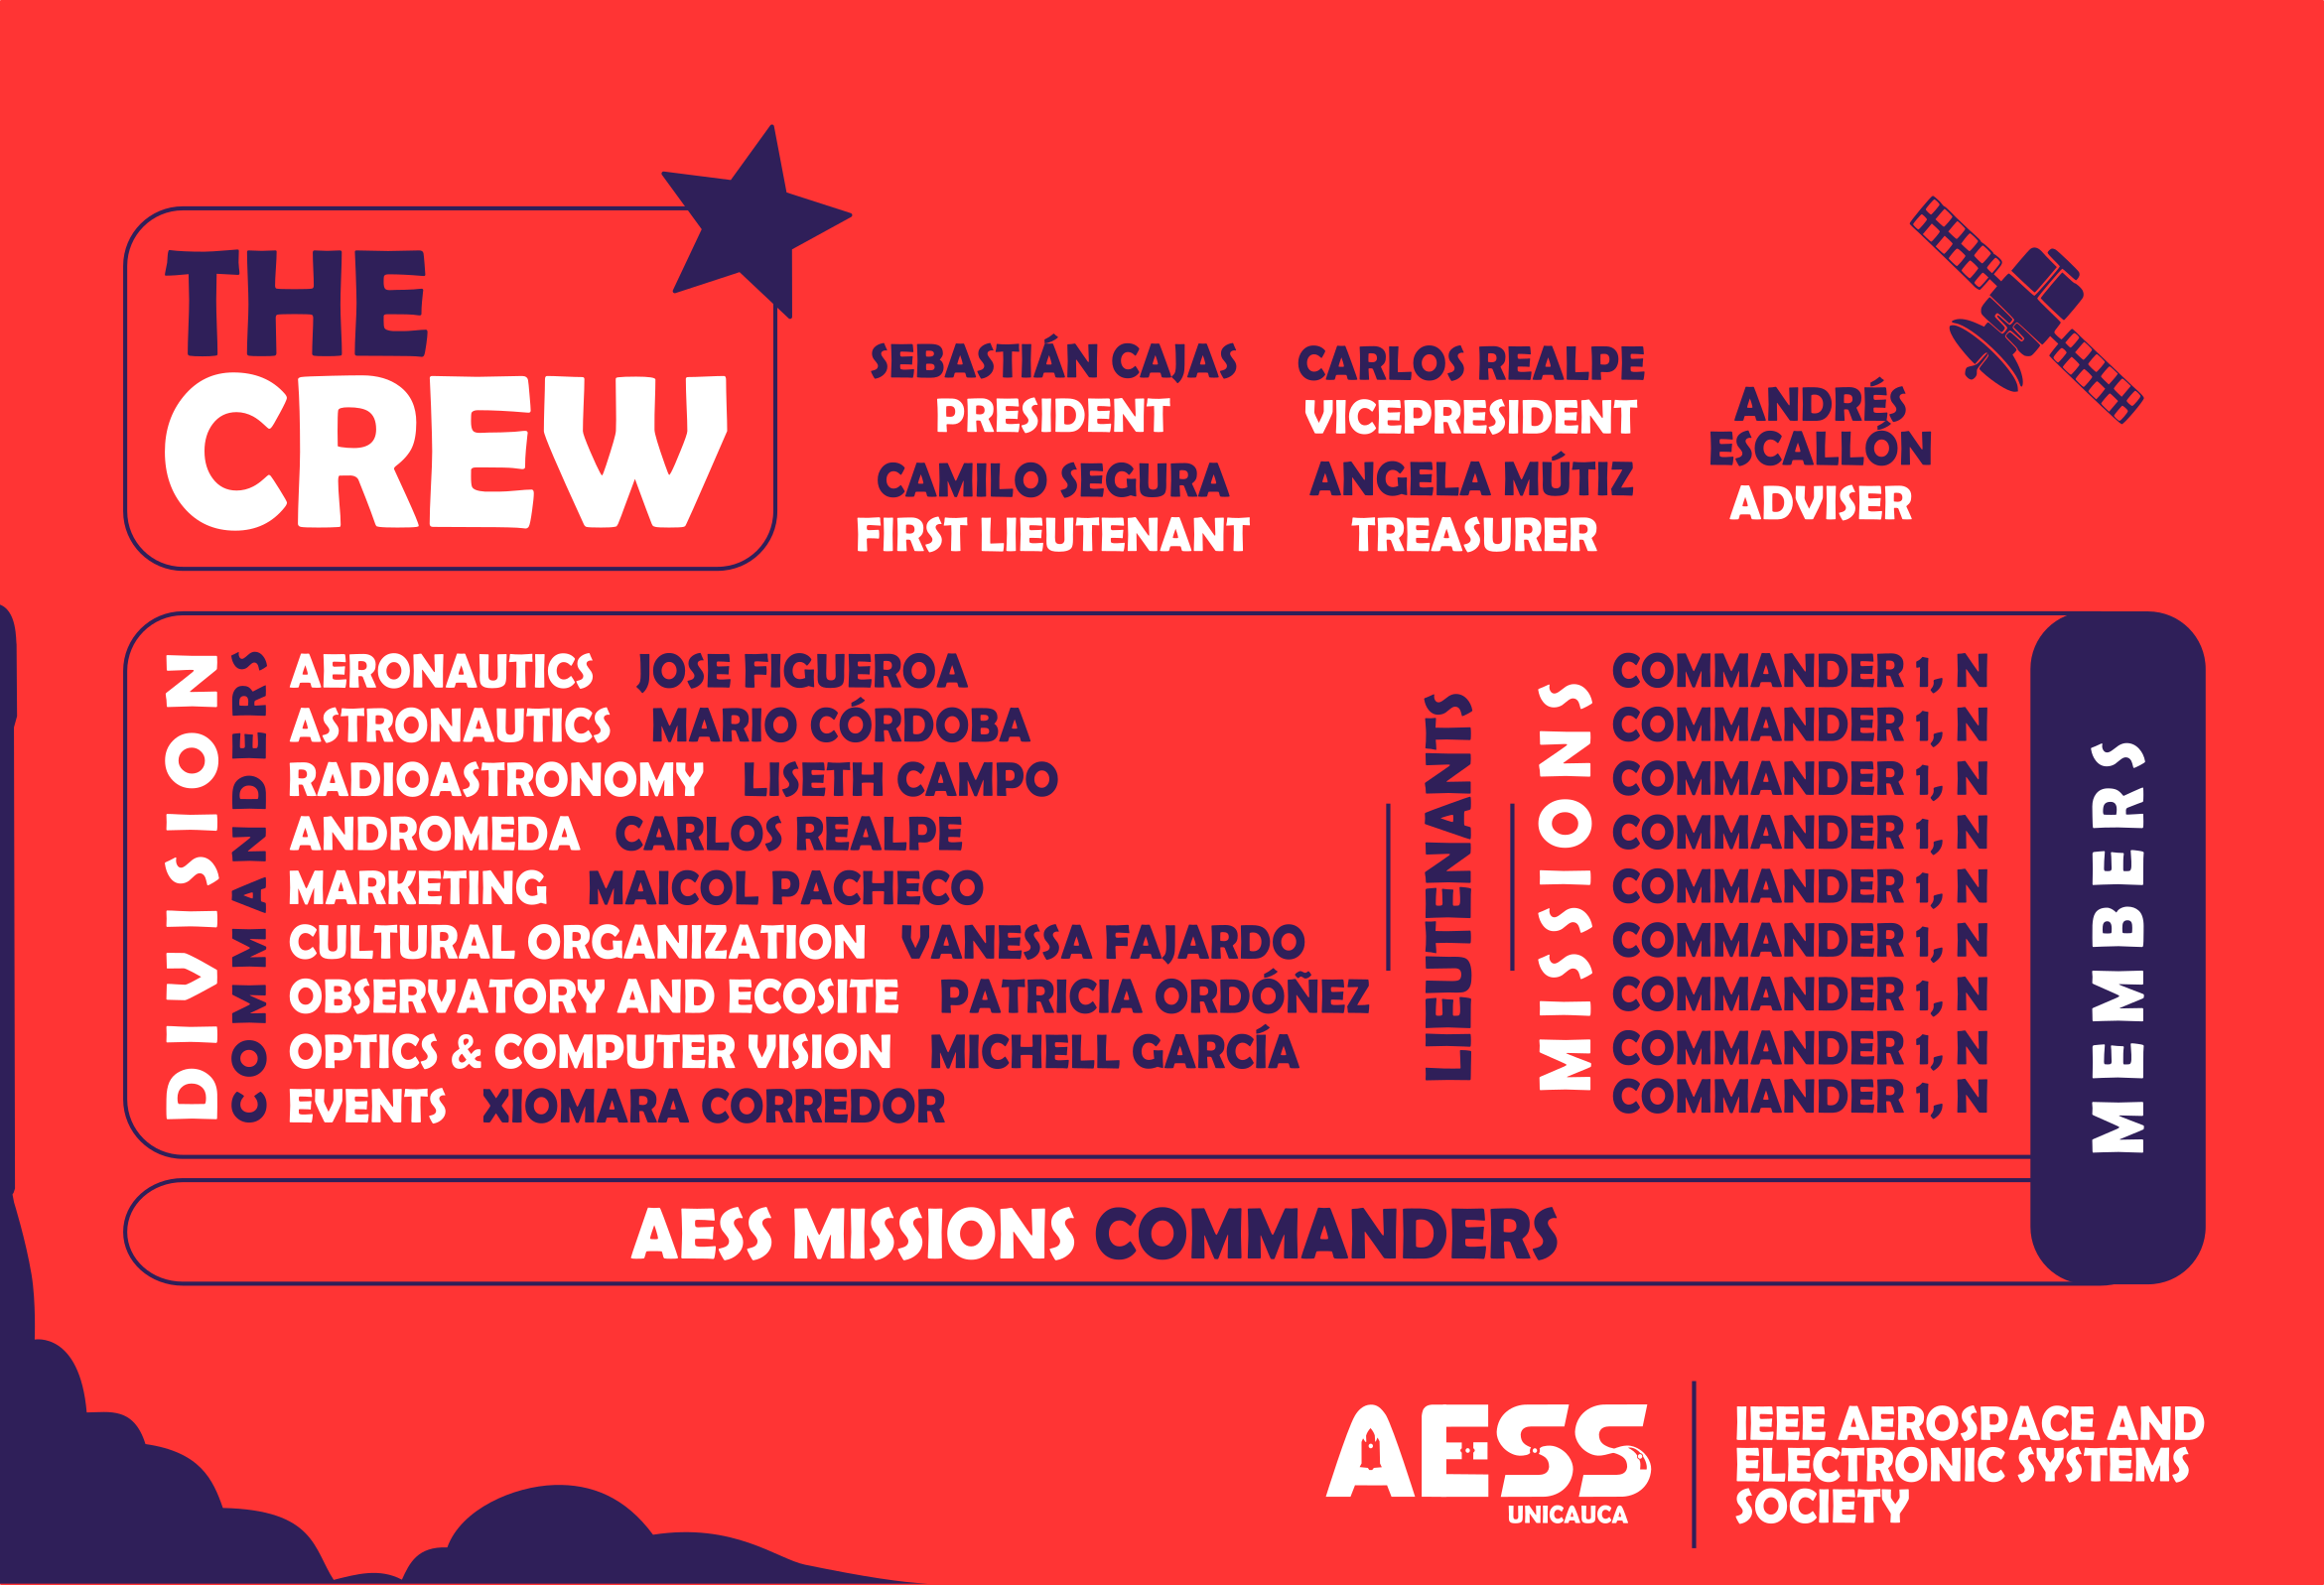 THE
CREW
SEBASTIÁN CAJAS
PRESIDENT
CARLOS REALPE
VICEPRESIDENT
CAMILO SEGURA
FIRST LIEUTENANT
ANGELA MÚTIZ
TREASURER
ANDRÉS
ESCALLÓN
ADVISER
DIVISION
COMMANDERS
AERONAUTICS JOSE FIGUEROA
ASTRONAUTICS MARIO CÓRDOBA
RADIOASTRONOMY LISETH CAMPO
ANDROMEDA CARLOS REALPE
MARKETING MAICOL PACHECO
CULTURAL ORGANIZATION VANESSA FAJARDO
OBSERVATORY AND ECOSITE PATRICIA ORDÓÑEZ
OPTICS & COMPUTER VISION MICHELL GARCÍA
EVENTS XIOMARA CORREDOR
LIEUTENANTS
MISSIONS
COMMANDER 1, N
COMMANDER 1, N
COMMANDER 1, N
COMMANDER 1, N
COMMANDER 1, N
COMMANDER 1, N
COMMANDER 1, N
COMMANDER 1, N
COMMANDER 1, N
MEMBERS
AESS MISSIONS COMMANDERS
AESS
UNICAUCA
IEEE AEROSPACE AND
ELECTRONIC SYSTEMS
SOCIETY